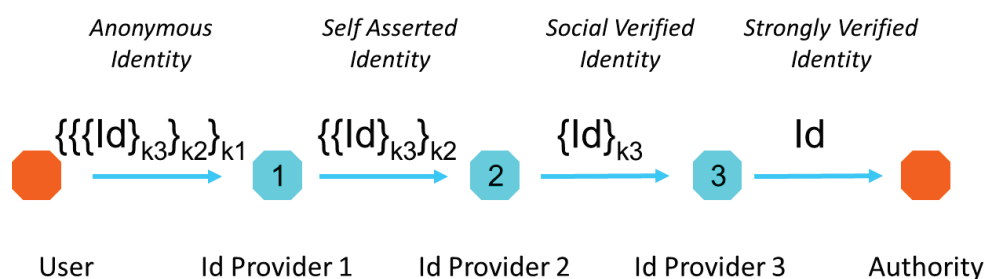 Anonymous Identity
Self Asserted Identity
Social Verified Identity
Strongly Verified Identity
{{{Id}k3}k2}k1
{{Id}k3}k2
{Id}k3
Id
1
2
3
User
Id Provider 1
Id Provider 2
Id Provider 3
Authority